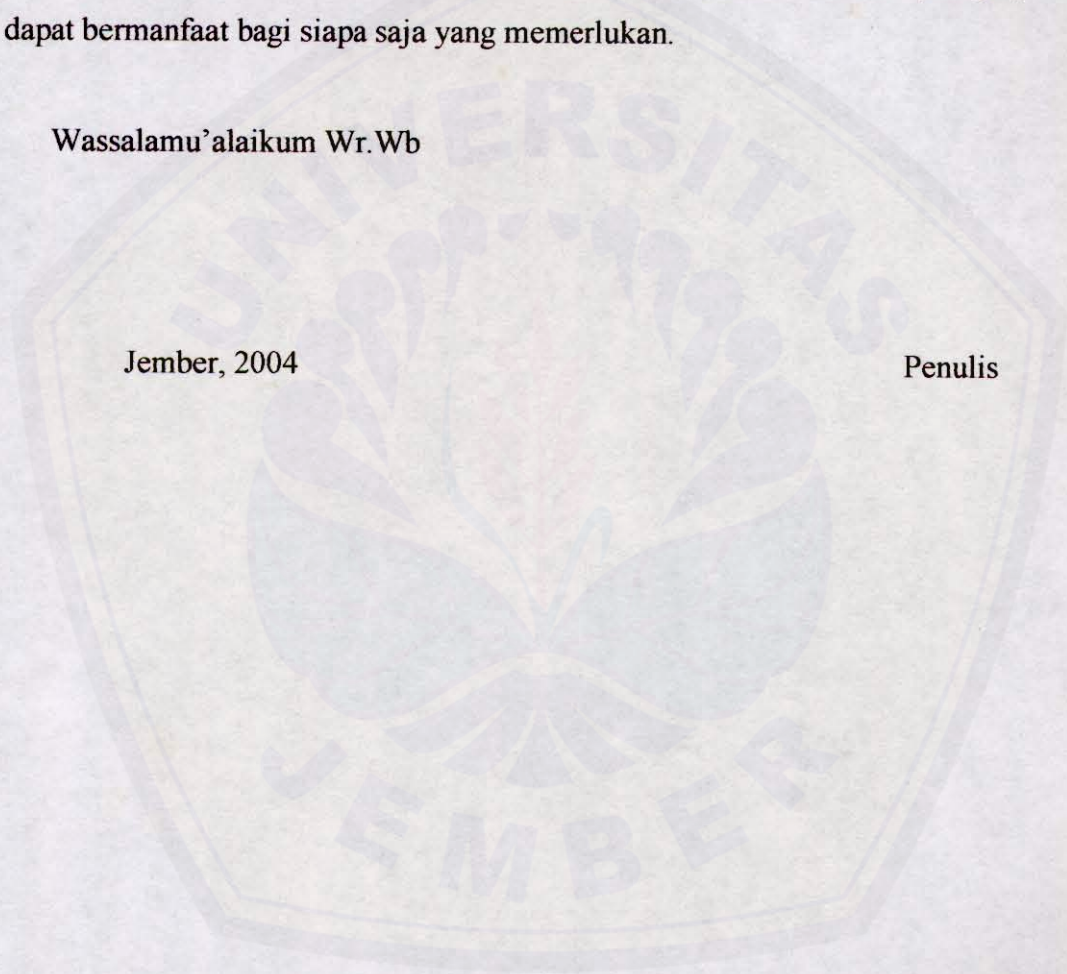 dapat bermanfaat bagi siapa saja yang memerlukan.
Wassalamu'alaikum Wr.Wb
Jember, 2004 Penulis
UNIVERSITAS
JEMBER